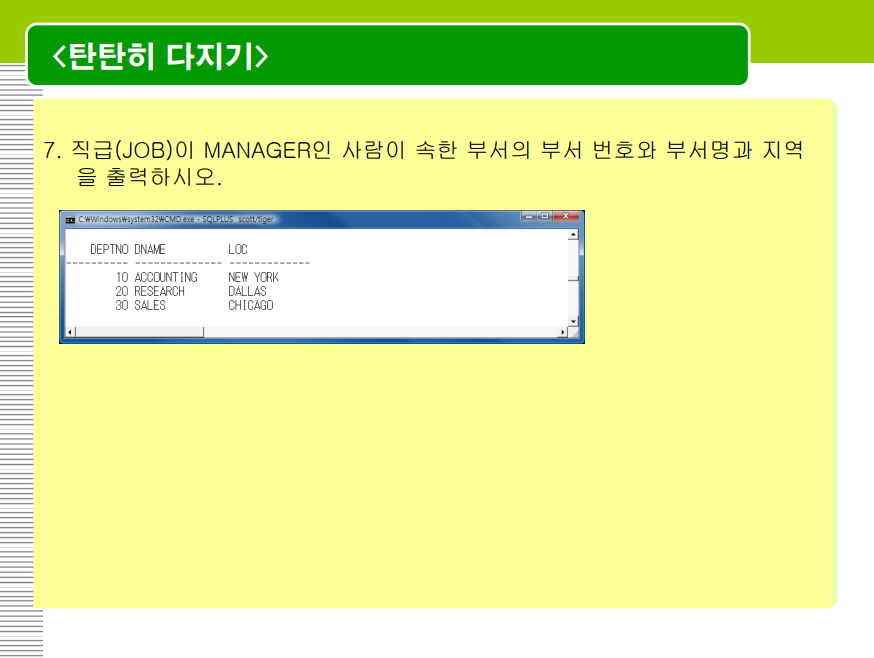 <탄탄히 다지기>
7. 직급(JOB)이 MANAGER인 사람이 속한 부서의 부서 번호와 부서명과 지역
을 출력하시오.
C:₩Windows₩system32₩CMD.exe - SQLPLUS  scott/tiger
DEPTNO DNAME LOC
---------- -------------- -------------
10 ACCOUNTING NEW YORK
20 RESEARCH DALLAS
30 SALES CHICAGO